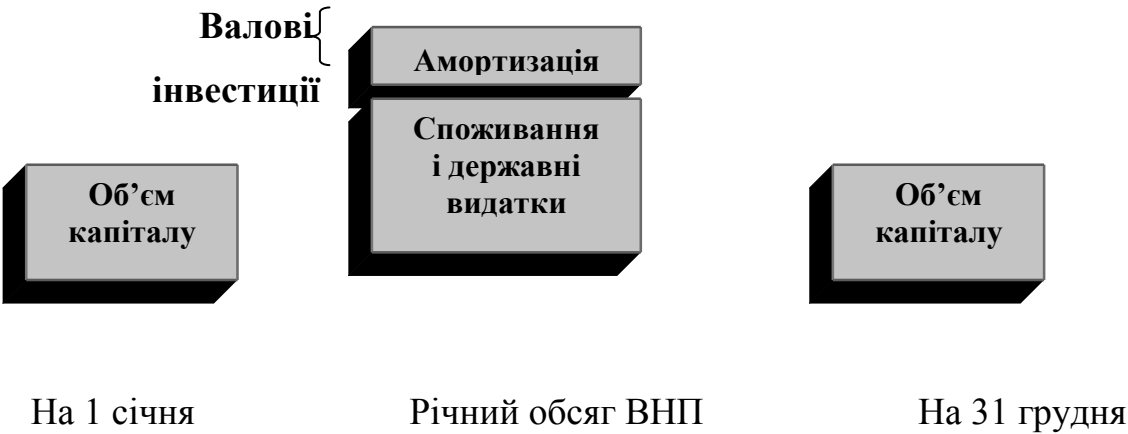 Валові
інвестиції
Амортизація
Споживання
і державні
видатки
Об’єм
капіталу
Об’єм
капіталу
На 1 січня
Річний обсяг ВНП
На 31 грудня